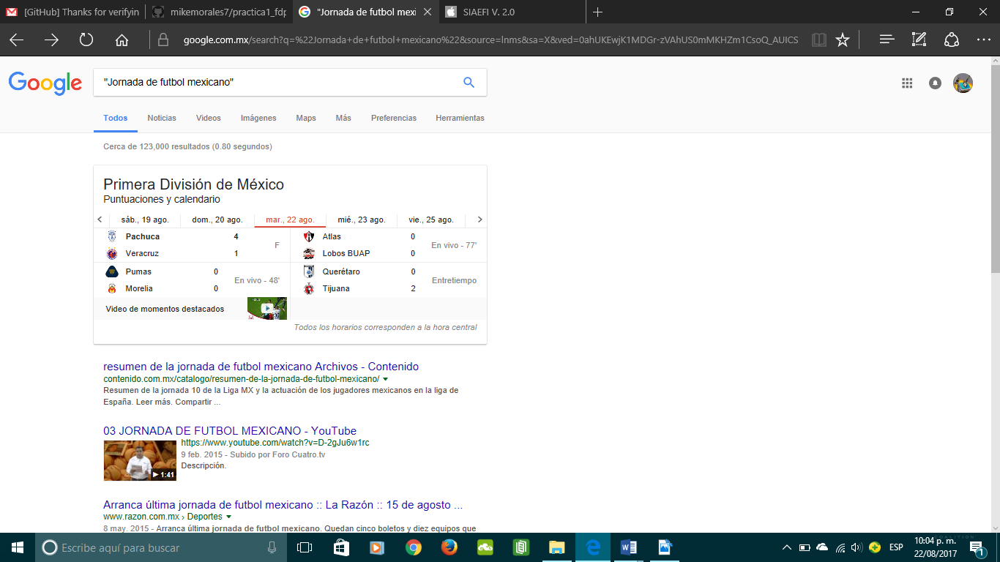 [GitHub] Thanks for verifyin
mikemorales7/practica1_fdp
"Jornada de futbol mexi
SIAEFI V. 2.0
google.com.mx/search?q=%22Jornada+de+futbol+mexicano%22&source=lnms&sa=X&ved=0ahUKEwjK1MDGr-zVAhUS0mMKHZm1CsoQ_AUICS
Google
"Jornada de futbol mexicano"
Todos Noticias Videos Imágenes Maps Más Preferencias Herramientas
Cerca de 123,000 resultados (0.80 segundos)
Primera División de México
Puntuaciones y calendario
sáb., 19 ago. dom., 20 ago. mar., 22 ago. mié., 23 ago. vie., 25 ago.
Pachuca 4
Veracruz 1
F
Atlas 0
Lobos BUAP 0
En vivo - 77'
Pumas 0
Morelia 0
En vivo - 48'
Querétaro 0
Tijuana 2
Entretiempo
Video de momentos destacados
Todos los horarios corresponden a la hora central
resumen de la jornada de futbol mexicano Archivos - Contenido
contenido.com.mx/catalogo/resumen-de-la-jornada-de-futbol-mexicano/
Resumen de la jornada 10 de la Liga MX y la actuación de los jugadores mexicanos en la liga de
España. Leer más. Compartir ...
03 JORNADA DE FUTBOL MEXICANO - YouTube
https://www.youtube.com/watch?v=D-2gJu6w1rc
9 feb. 2015 - Subido por Foro Cuatro.tv
Descripción.
1:41
Arranca última jornada de futbol mexicano :: La Razón :: 15 de agosto ...
www.razon.com.mx › Deportes
8 may. 2015 - Arranca última jornada de futbol mexicano. Quedan cinco boletos y diez equipos que
Escribe aquí para buscar
ESP
10:04 p. m.
22/08/2017
1